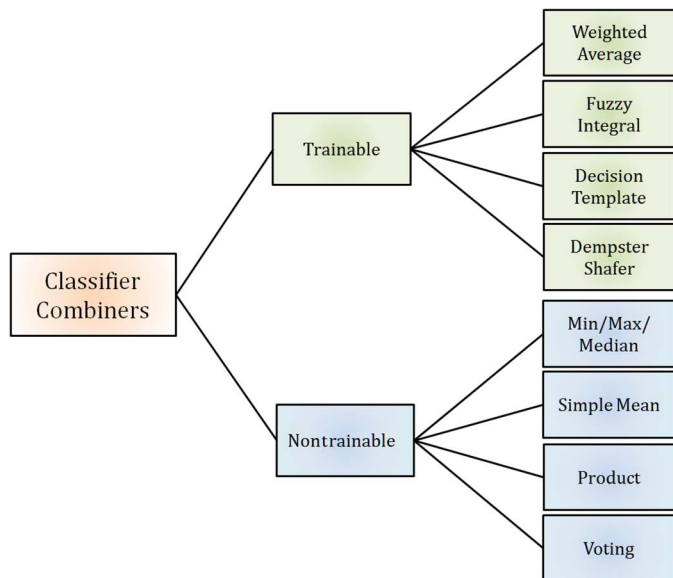 Weighted
Average
Fuzzy
Integral
Trainable
Decision
Template
Dempster
Shafer
Classifier
Combiners
Min/Max/
Median
Simple Mean
Nontrainable
Product
Voting